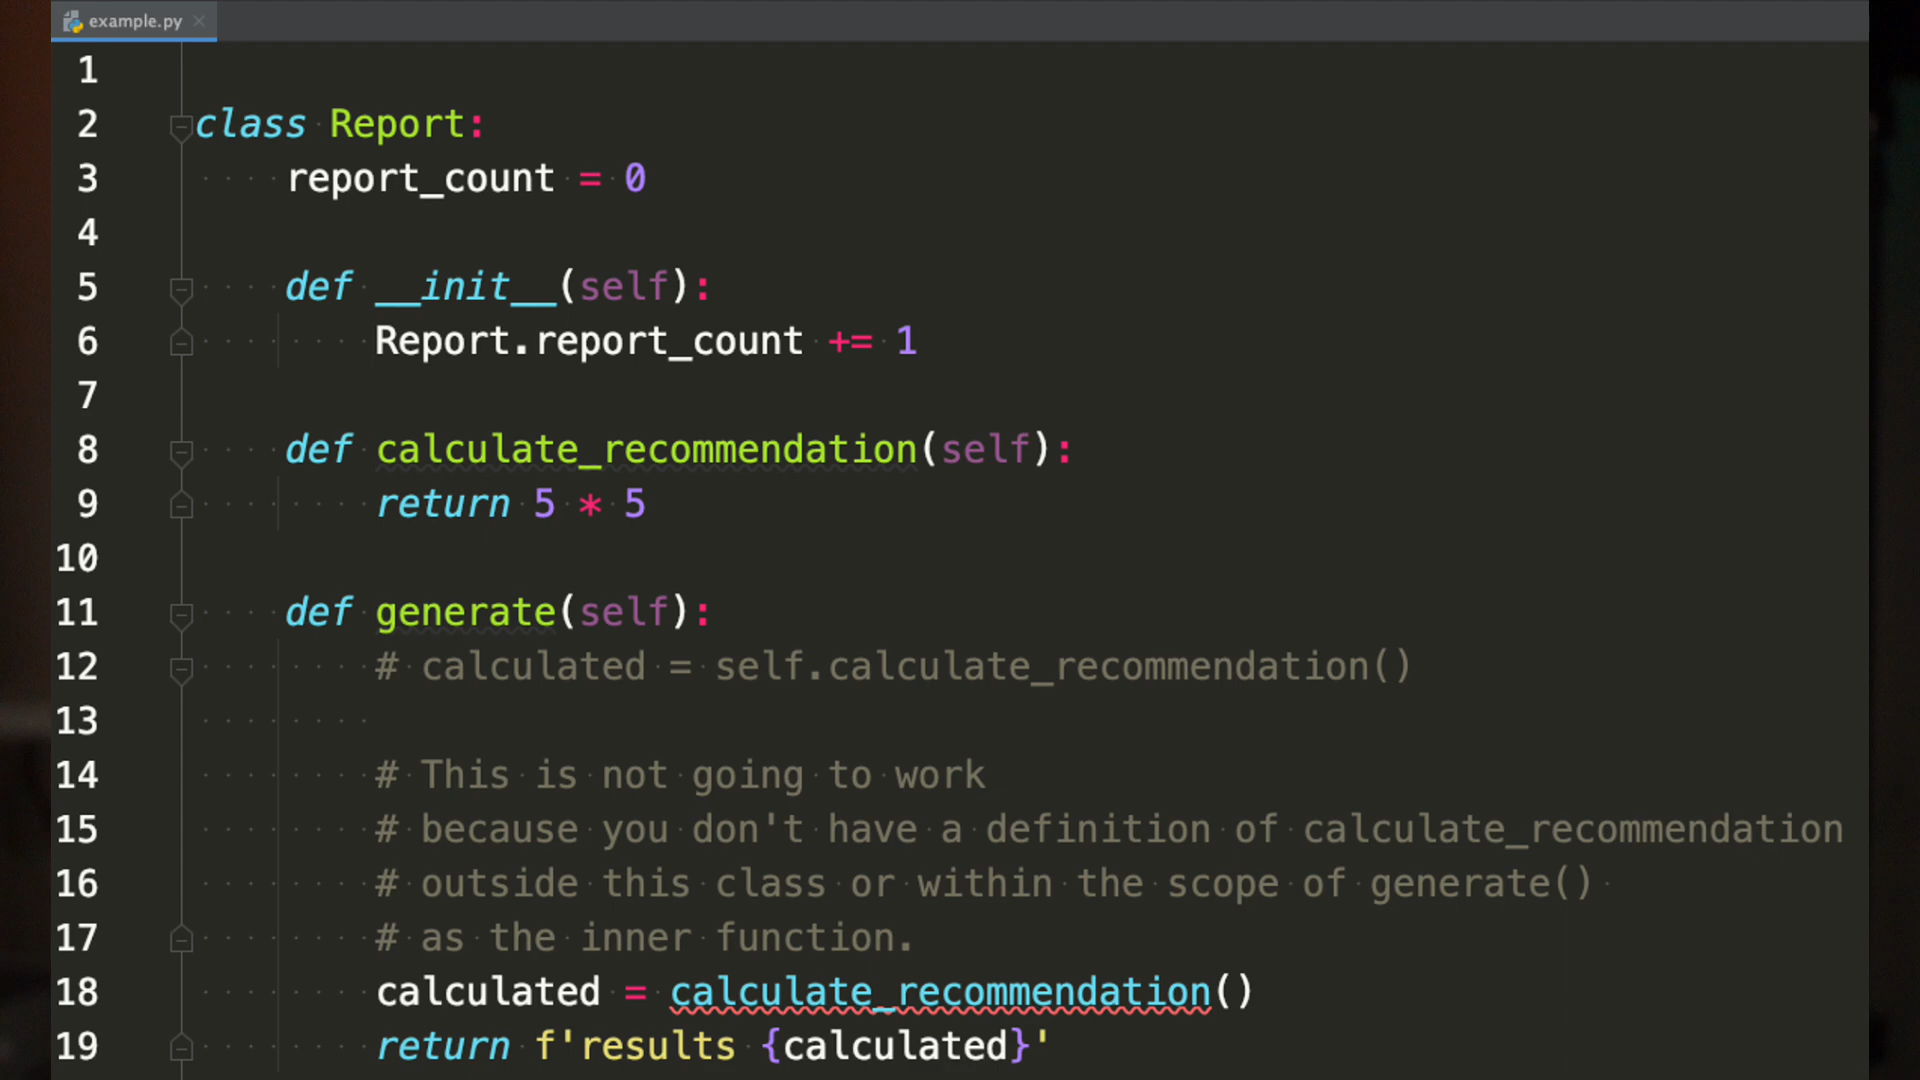 example.py
1
2 class Report:
3 report_count = 0
4
5 def __init__(self):
6 Report.report_count += 1
7
8 def calculate_recommendation(self):
9 return 5 * 5
10
11 def generate(self):
12 # calculated = self.calculate_recommendation()
13
14 # This is not going to work
15 # because you don't have a definition of calculate_recommendation
16 # outside this class or within the scope of generate()
17 # as the inner function.
18 calculated = calculate_recommendation()
19 return f'results {calculated}'